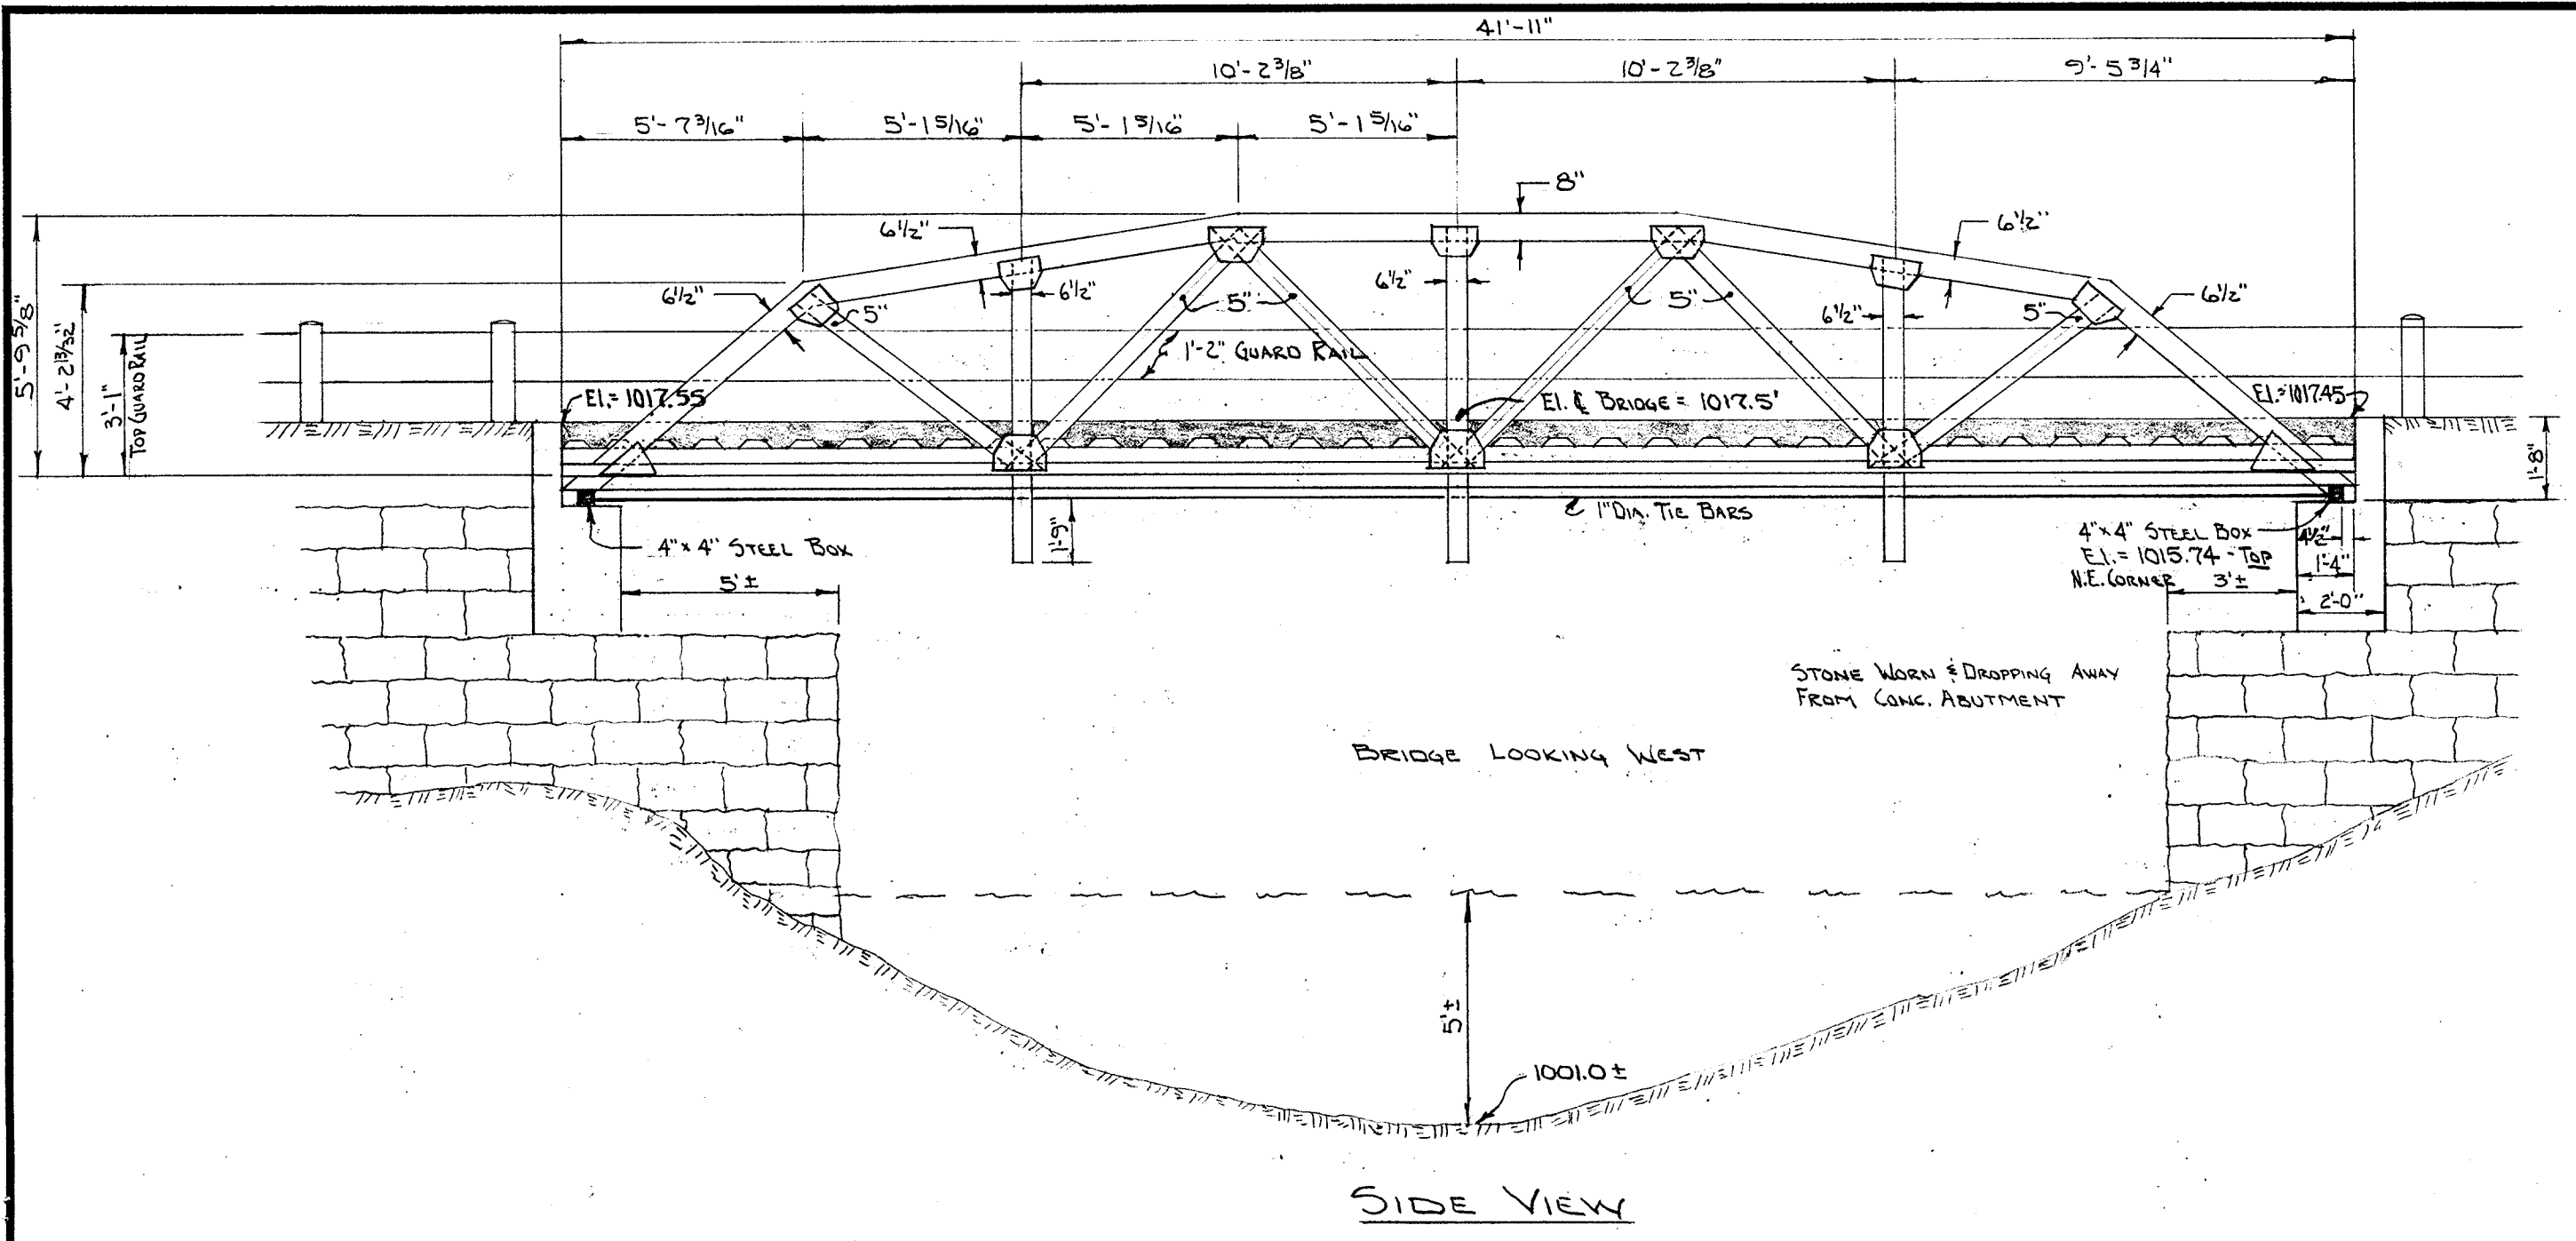 41'-11"
10'-2 3/8"
10'-2 3/8"
9'-5 3/4"
5'-7 3/16"
5'-1 5/16"
5'-1 5/16"
5'-1 5/16"
8"
6 1/2"
6 1/2"
6 1/2"
5"
6 1/2"
5"
6 1/2"
5"
6 1/2"
5"
6 1/2"
5'-9 5/8"
4'-2 13/32"
3'-1"
TOP GUARD RAIL
1'-2" GUARD RAIL
El.= 1017.55
El. ℄ BRIDGE = 1017.5'
El.=1017.45
1'-8"
1" DIA. TIE BARS
1'-9"
4"x 4" STEEL BOX
5'±
4"x 4" STEEL BOX
El.= 1015.74 - TOP
N.E. CORNER
3'±
4 1/2"
1'-4"
2'-0"
STONE WORN & DROPPING AWAY
FROM CONC. ABUTMENT
BRIDGE LOOKING WEST
5'±
1001.0±
SIDE VIEW